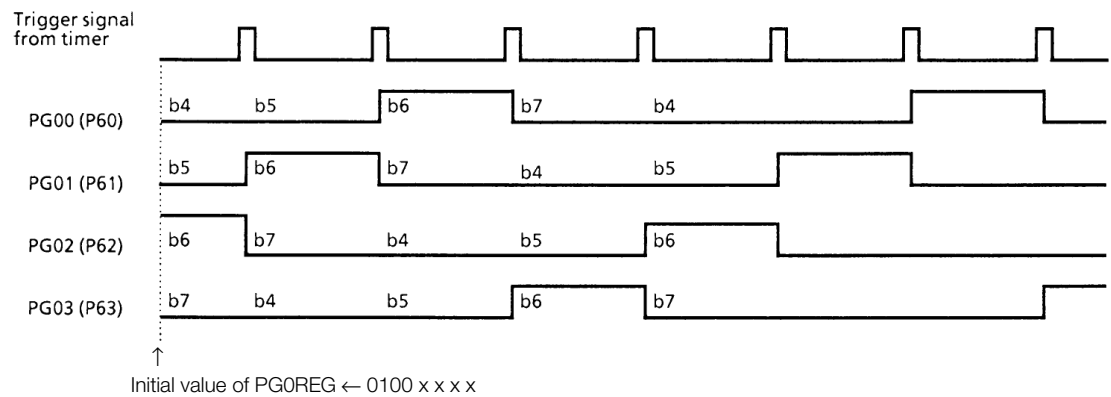 Trigger signal
from timer
PG00 (P60)
b4 b5 b6 b7 b4
PG01 (P61)
b5 b6 b7 b4 b5
PG02 (P62)
b6 b7 b4 b5 b6
PG03 (P63)
b7 b4 b5 b6 b7
↑
Initial value of PG0REG ← 0100 x x x x